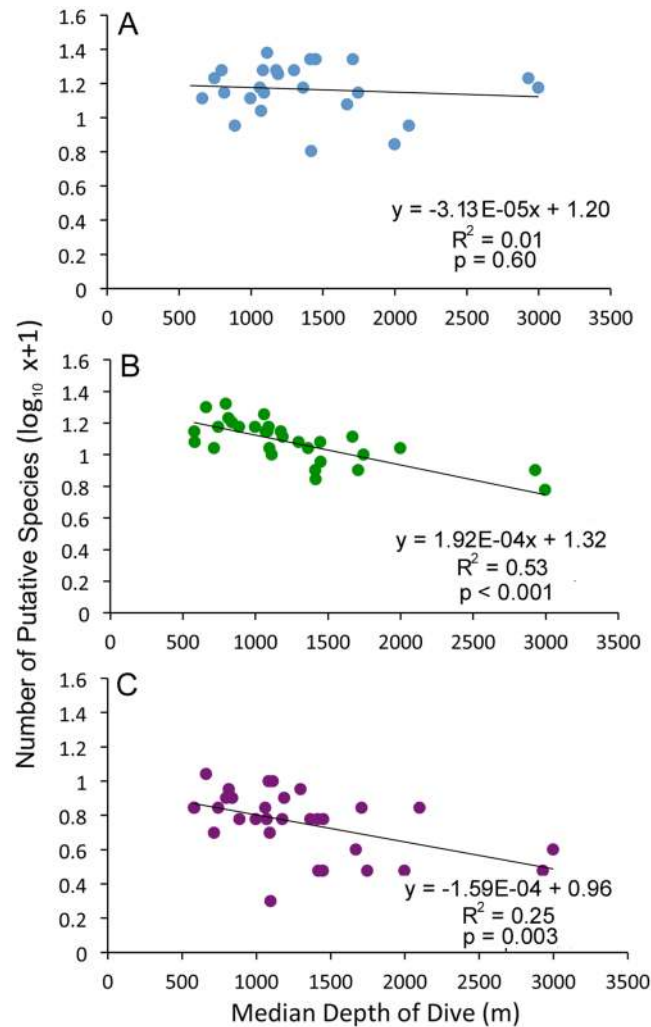 A
1.6
1.4
1.2
1
0.8
0.6
0.4
0.2
0
y = -3.13E-05x + 1.20
R² = 0.01
p = 0.60
0 500 1000 1500 2000 2500 3000 3500
B
1.6
1.4
1.2
1
0.8
0.6
0.4
0.2
0
y = 1.92E-04x + 1.32
R² = 0.53
p < 0.001
0 500 1000 1500 2000 2500 3000 3500
C
1.6
1.4
1.2
1
0.8
0.6
0.4
0.2
0
y = -1.59E-04 + 0.96
R² = 0.25
p = 0.003
0 500 1000 1500 2000 2500 3000 3500
Number of Putative Species (log₁₀ x+1)
Median Depth of Dive (m)